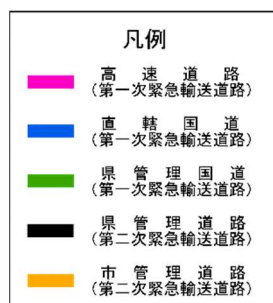 凡例
高速道路
(第一次緊急輸送道路)
直轄国道
(第一次緊急輸送道路)
県管理国道
(第一次緊急輸送道路)
県管理道路
(第二次緊急輸送道路)
市管理道路
(第二次緊急輸送道路)